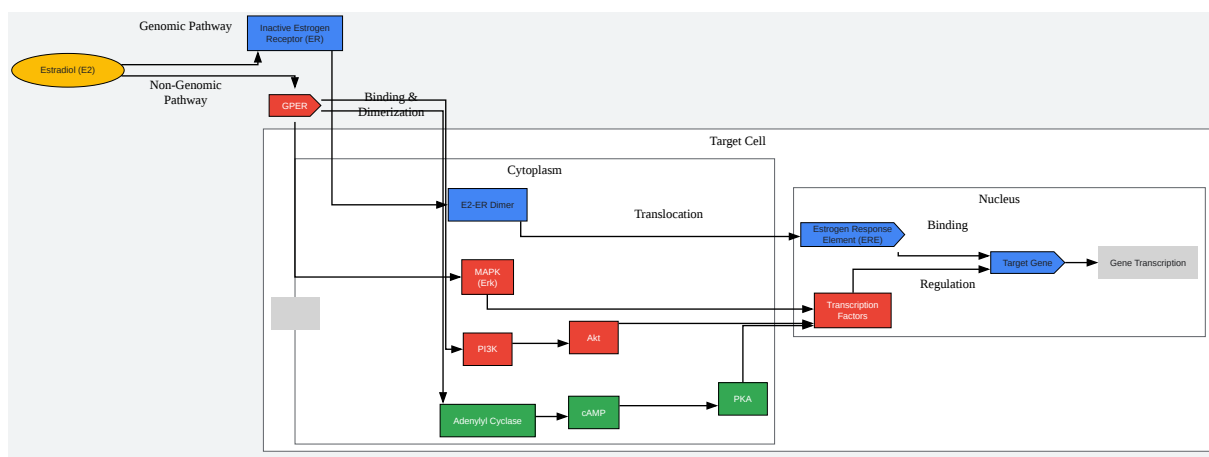 Genomic Pathway
Inactive Estrogen
Receptor (ER)
Estradiol (E2)
Non-Genomic
Pathway
GPER
Binding &
Dimerization
Target Cell
Cytoplasm
E2-ER Dimer
Translocation
Nucleus
Estrogen Response
Element (ERE)
Binding
Target Gene
Gene Transcription
MAPK
(Erk)
Regulation
Transcription
Factors
PI3K
Akt
Adenylyl Cyclase
cAMP
PKA